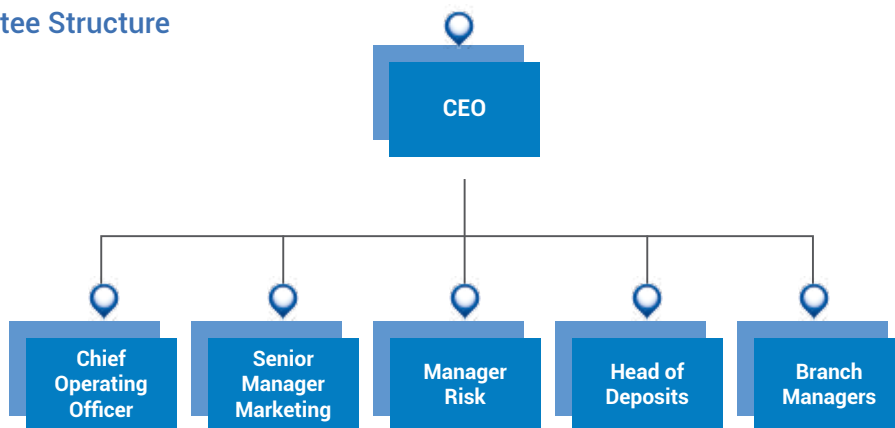 tee Structure
CEO
Chief
Operating
Officer
Senior
Manager
Marketing
Manager
Risk
Head of
Deposits
Branch
Managers